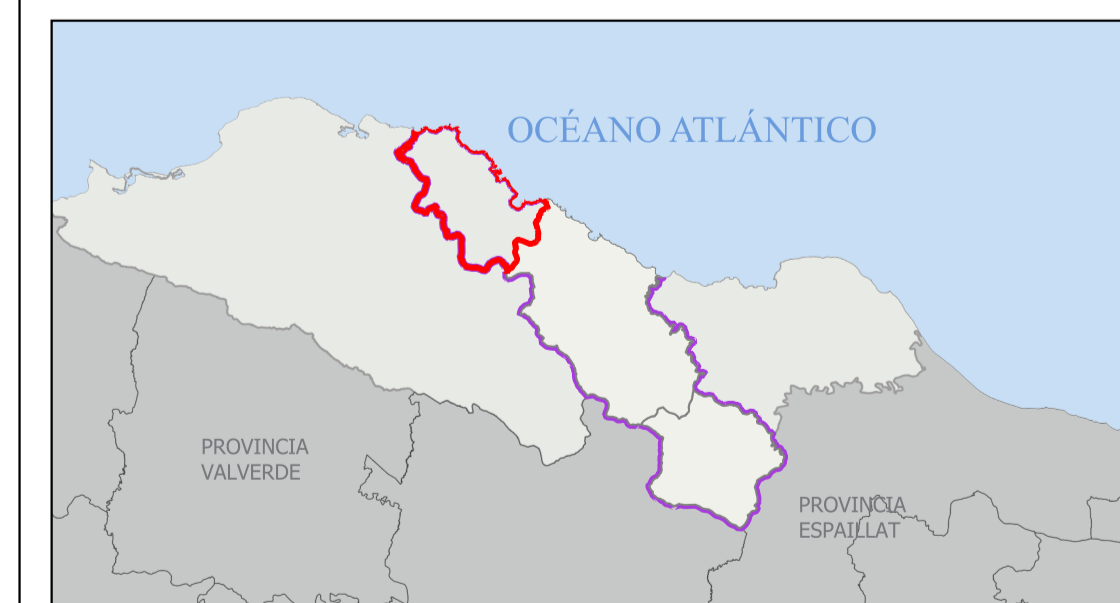 OCÉANO ATLÁNTICO
PROVINCIA
VALVERDE
PROVINCIA
ESPAILLAT